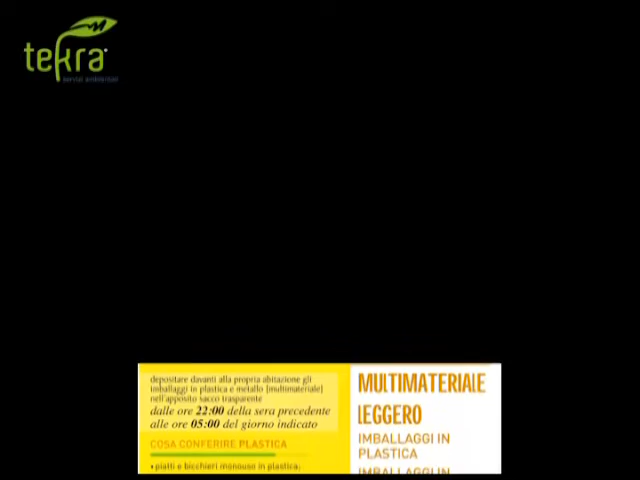 tekra
servizi ambientali
depositare davanti alla propria abitazione gli
imballaggi in plastica e metallo [multimateriale]
nell'apposito sacco trasparente
dalle ore 22:00 della sera precedente
alle ore 05:00 del giorno indicato
COSA CONFERIRE PLASTICA
• piatti e bicchieri monouso in plastica;
MULTIMATERIALE
LEGGERO
IMBALLAGGI IN
PLASTICA
IMBALLAGGI IN